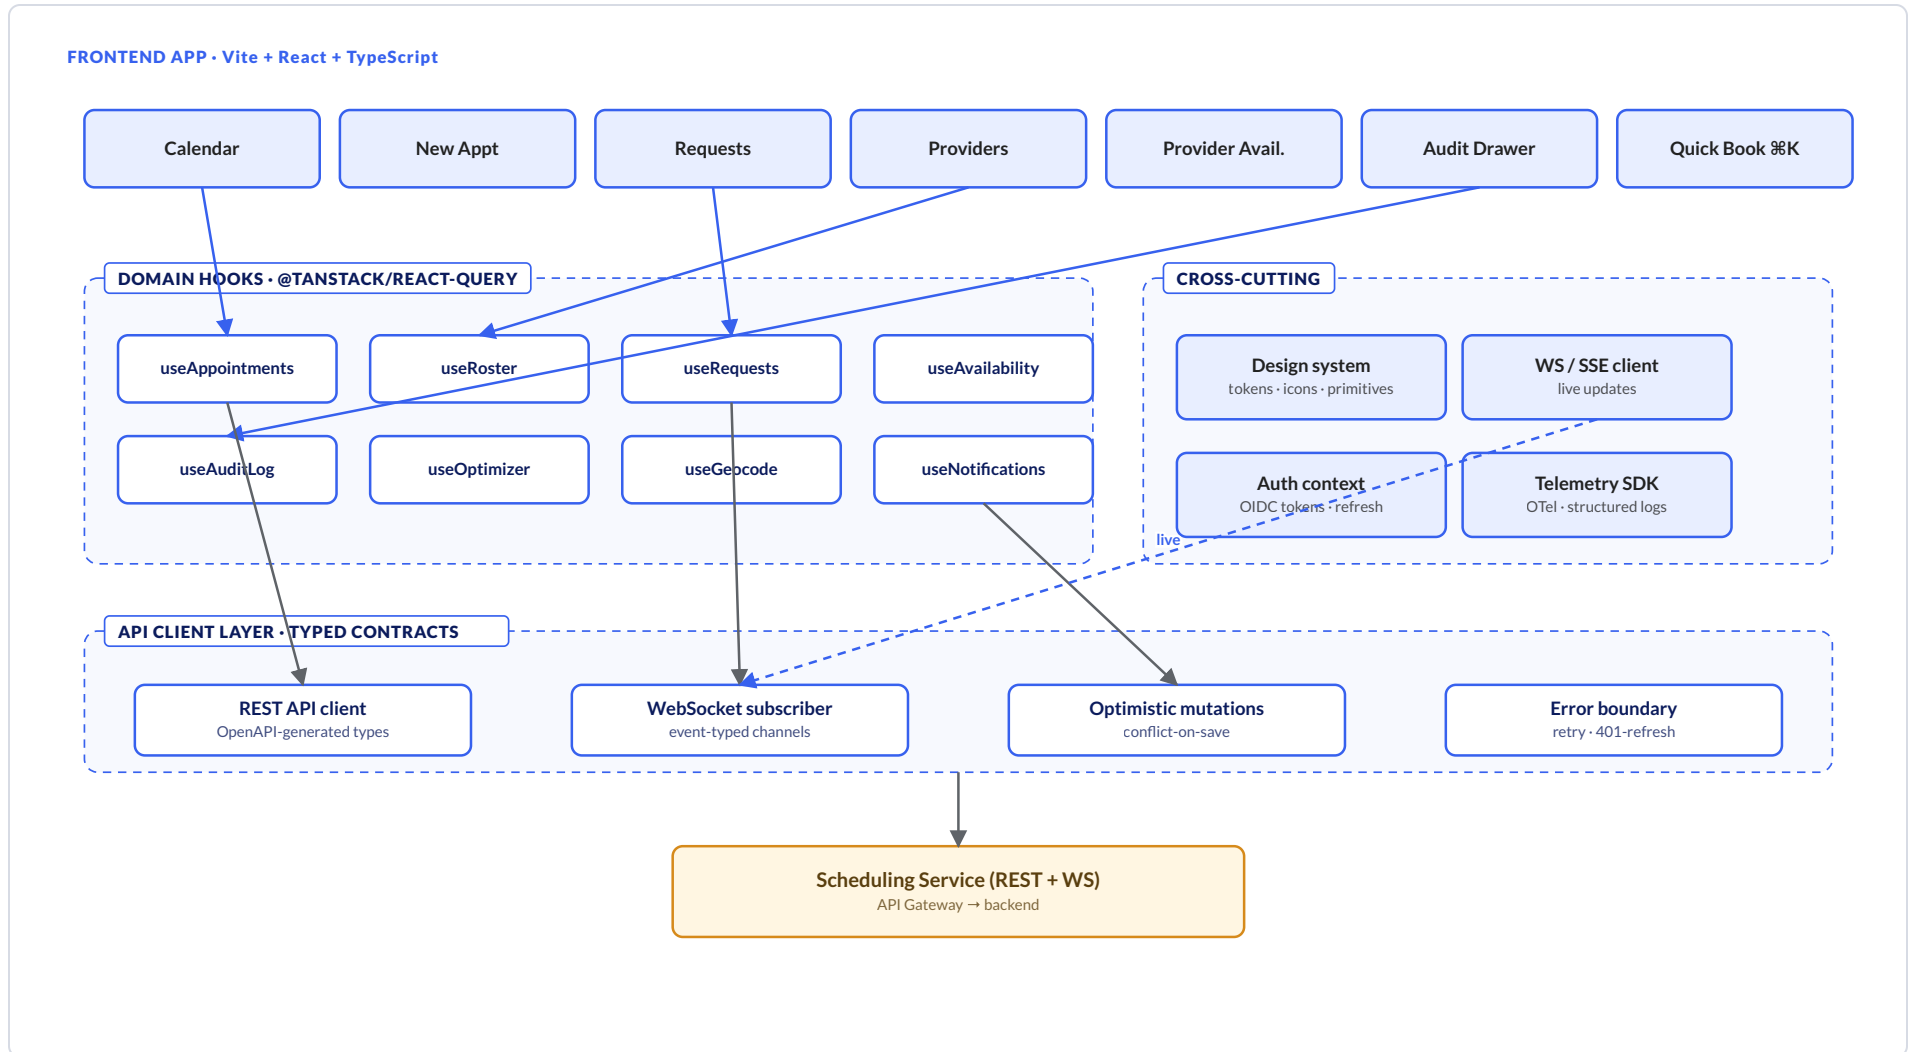 FRONTEND APP · Vite + React + TypeScript
Calendar
New Appt
Requests
Providers
Provider Avail.
Audit Drawer
Quick Book ⌘K
DOMAIN HOOKS · @TANSTACK/REACT-QUERY
CROSS-CUTTING
useAppointments
useRoster
useRequests
useAvailability
useAuditLog
useOptimizer
useGeocode
useNotifications
Design system
tokens · icons · primitives
WS / SSE client
live updates
Auth context
OIDC tokens · refresh
Telemetry SDK
OTel · structured logs
live
API CLIENT LAYER · TYPED CONTRACTS
REST API client
OpenAPI-generated types
WebSocket subscriber
event-typed channels
Optimistic mutations
conflict-on-save
Error boundary
retry · 401-refresh
Scheduling Service (REST + WS)
API Gateway → backend